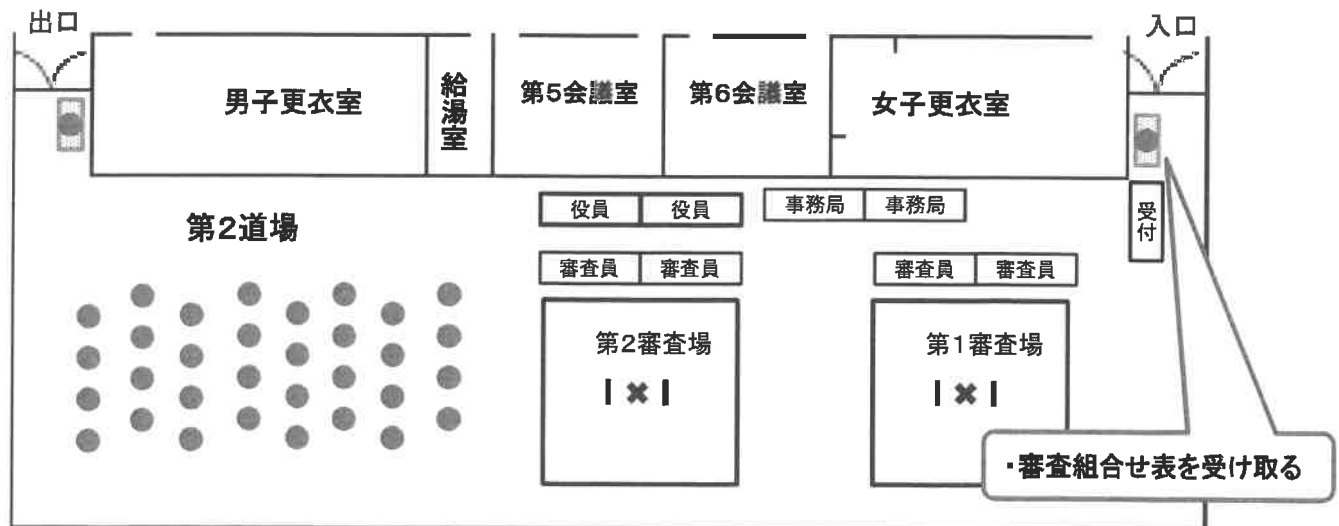 出口
入口
男子更衣室
給湯室
第5会議室
第6会議室
女子更衣室
役員
役員
事務局
事務局
受付
第2道場
審査員
審査員
審査員
審査員
第2審査場
第1審査場
・審査組合せ表を受け取る